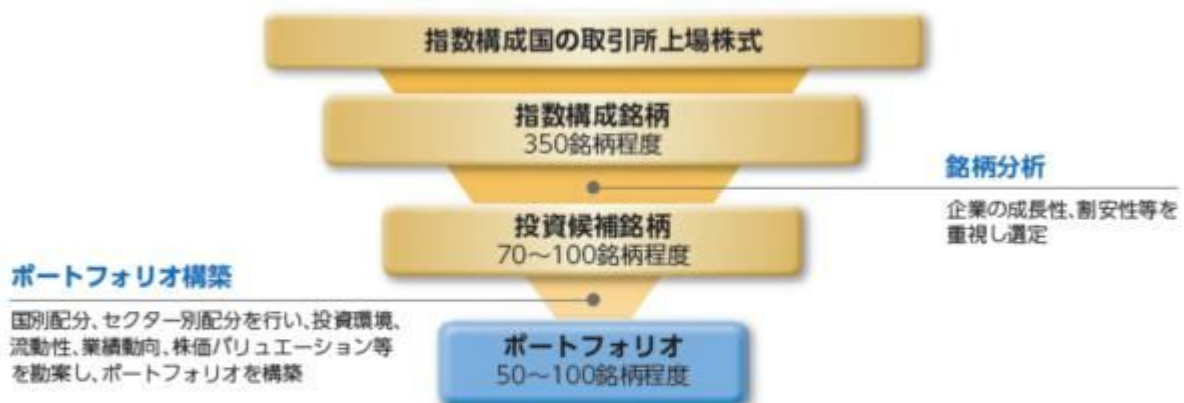 指数構成国の取引所上場株式
指数構成銘柄
350銘柄程度
銘柄分析
企業の成長性、割安性等を
重視し選定
投資候補銘柄
70～100銘柄程度
ポートフォリオ構築
国別配分、セクター別配分を行い、投資環境、
流動性、業績動向、株価バリュエーション等
を勘案し、ポートフォリオを構築
ポートフォリオ
50～100銘柄程度